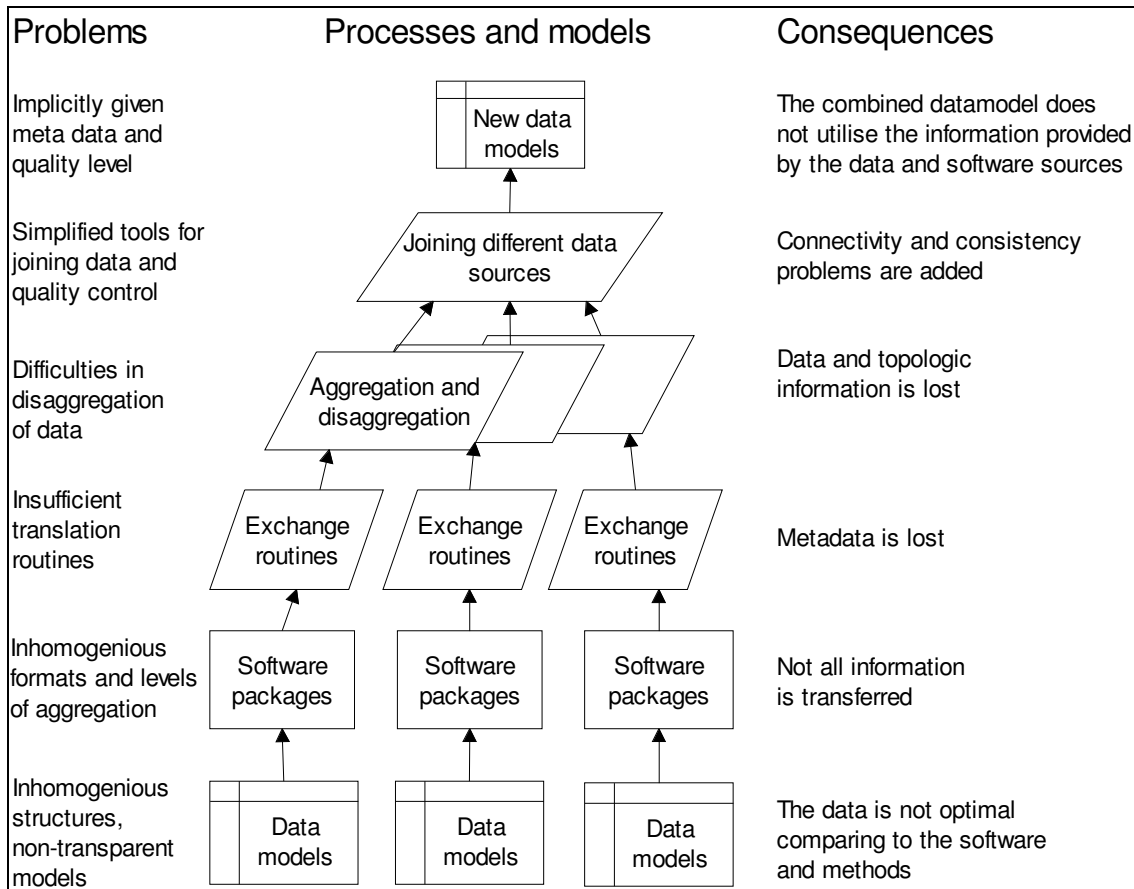 Problems
Processes and models
Consequences
Implicitly given
meta data and
quality level
New data
models
The combined datamodel does
not utilise the information provided
by the data and software sources
Simplified tools for
joining data and
quality control
Joining different data
sources
Connectivity and consistency
problems are added
Difficulties in
disaggregation
of data
Aggregation and
disaggregation
Data and topologic
information is lost
Insufficient
translation
routines
Exchange
routines
Exchange
routines
Exchange
routines
Metadata is lost
Inhomogenious
formats and levels
of aggregation
Software
packages
Software
packages
Software
packages
Not all information
is transferred
Inhomogenious
structures,
non-transparent
models
Data
models
Data
models
Data
models
The data is not optimal
comparing to the software
and methods